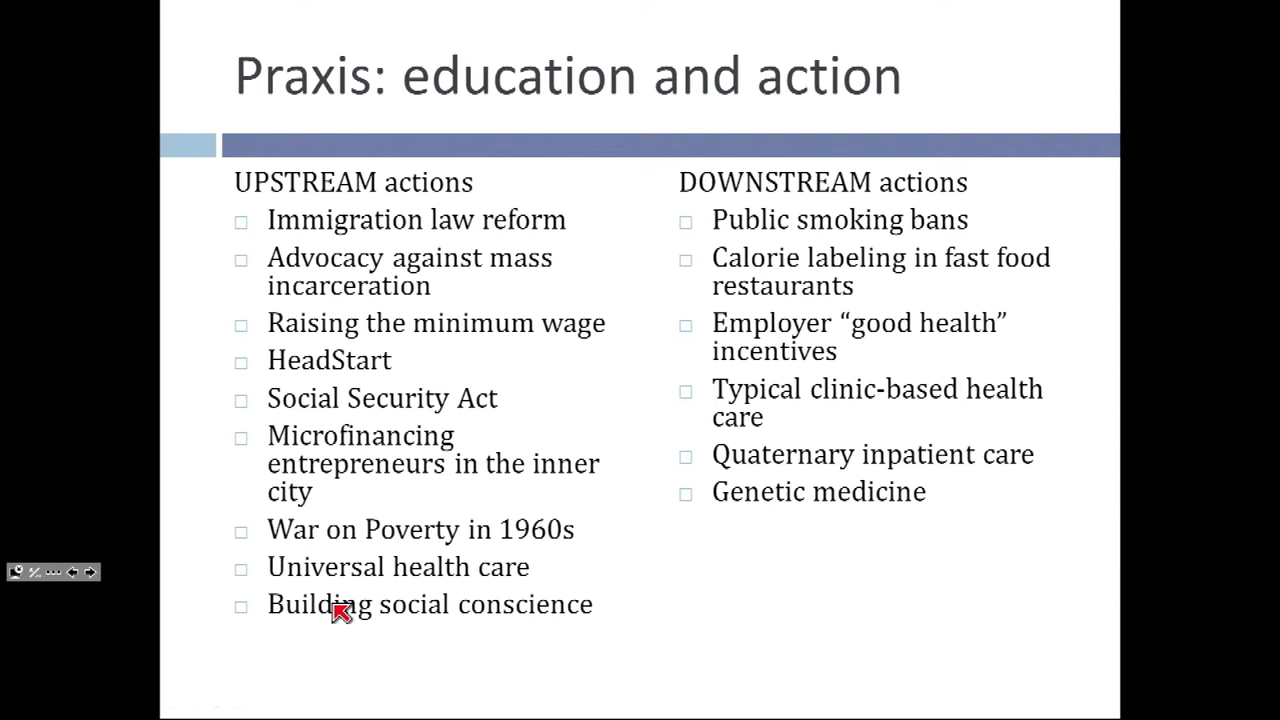 Praxis: education and action
UPSTREAM actions
Immigration law reform
Advocacy against mass
incarceration
Raising the minimum wage
HeadStart
Social Security Act
Microfinancing
entrepreneurs in the inner
city
War on Poverty in 1960s
Universal health care
Building social conscience
DOWNSTREAM actions
Public smoking bans
Calorie labeling in fast food
restaurants
Employer “good health”
incentives
Typical clinic-based health
care
Quaternary inpatient care
Genetic medicine